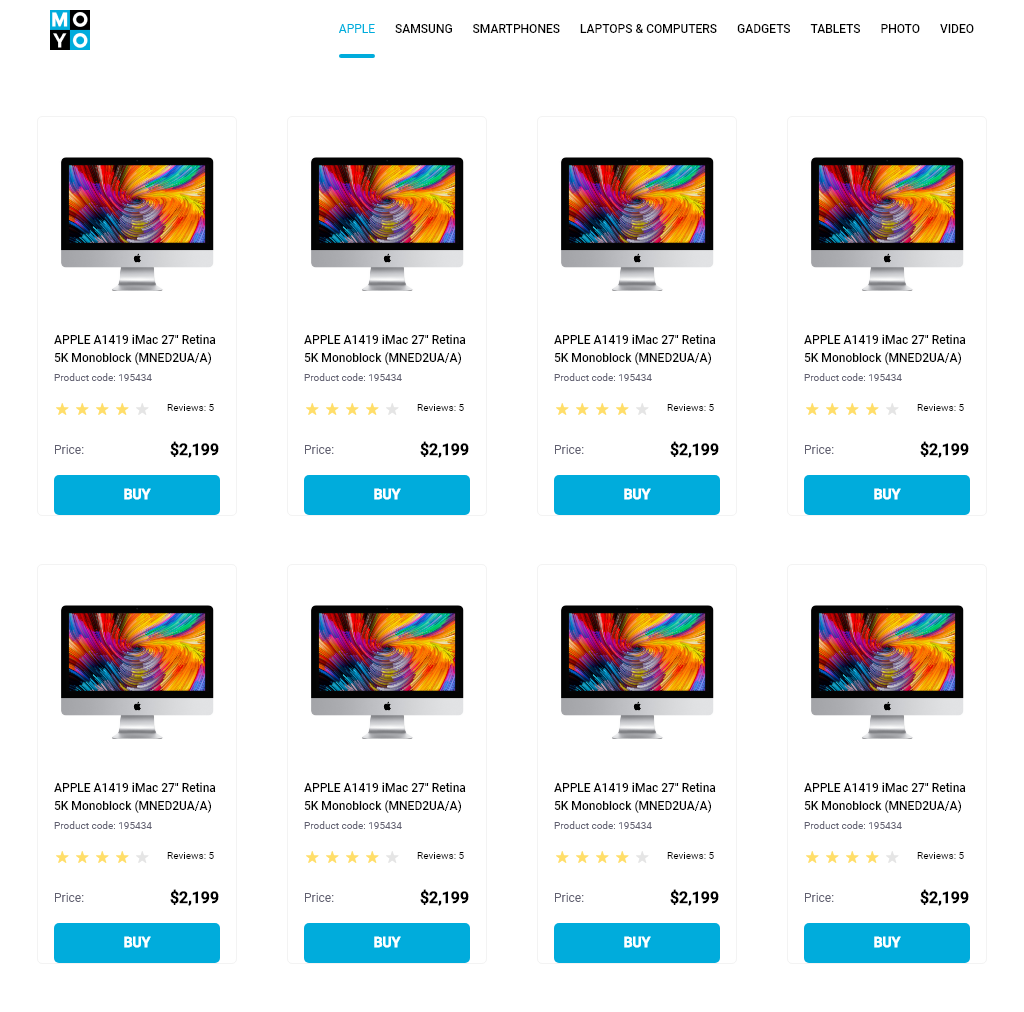 MO
YO
APPLE SAMSUNG SMARTPHONES LAPTOPS & COMPUTERS GADGETS TABLETS PHOTO VIDEO
APPLE A1419 iMac 27" Retina
5K Monoblock (MNED2UA/A)
Product code: 195434
Reviews: 5
Price: $2,199
BUY
APPLE A1419 iMac 27" Retina
5K Monoblock (MNED2UA/A)
Product code: 195434
Reviews: 5
Price: $2,199
BUY
APPLE A1419 iMac 27" Retina
5K Monoblock (MNED2UA/A)
Product code: 195434
Reviews: 5
Price: $2,199
BUY
APPLE A1419 iMac 27" Retina
5K Monoblock (MNED2UA/A)
Product code: 195434
Reviews: 5
Price: $2,199
BUY
APPLE A1419 iMac 27" Retina
5K Monoblock (MNED2UA/A)
Product code: 195434
Reviews: 5
Price: $2,199
BUY
APPLE A1419 iMac 27" Retina
5K Monoblock (MNED2UA/A)
Product code: 195434
Reviews: 5
Price: $2,199
BUY
APPLE A1419 iMac 27" Retina
5K Monoblock (MNED2UA/A)
Product code: 195434
Reviews: 5
Price: $2,199
BUY
APPLE A1419 iMac 27" Retina
5K Monoblock (MNED2UA/A)
Product code: 195434
Reviews: 5
Price: $2,199
BUY